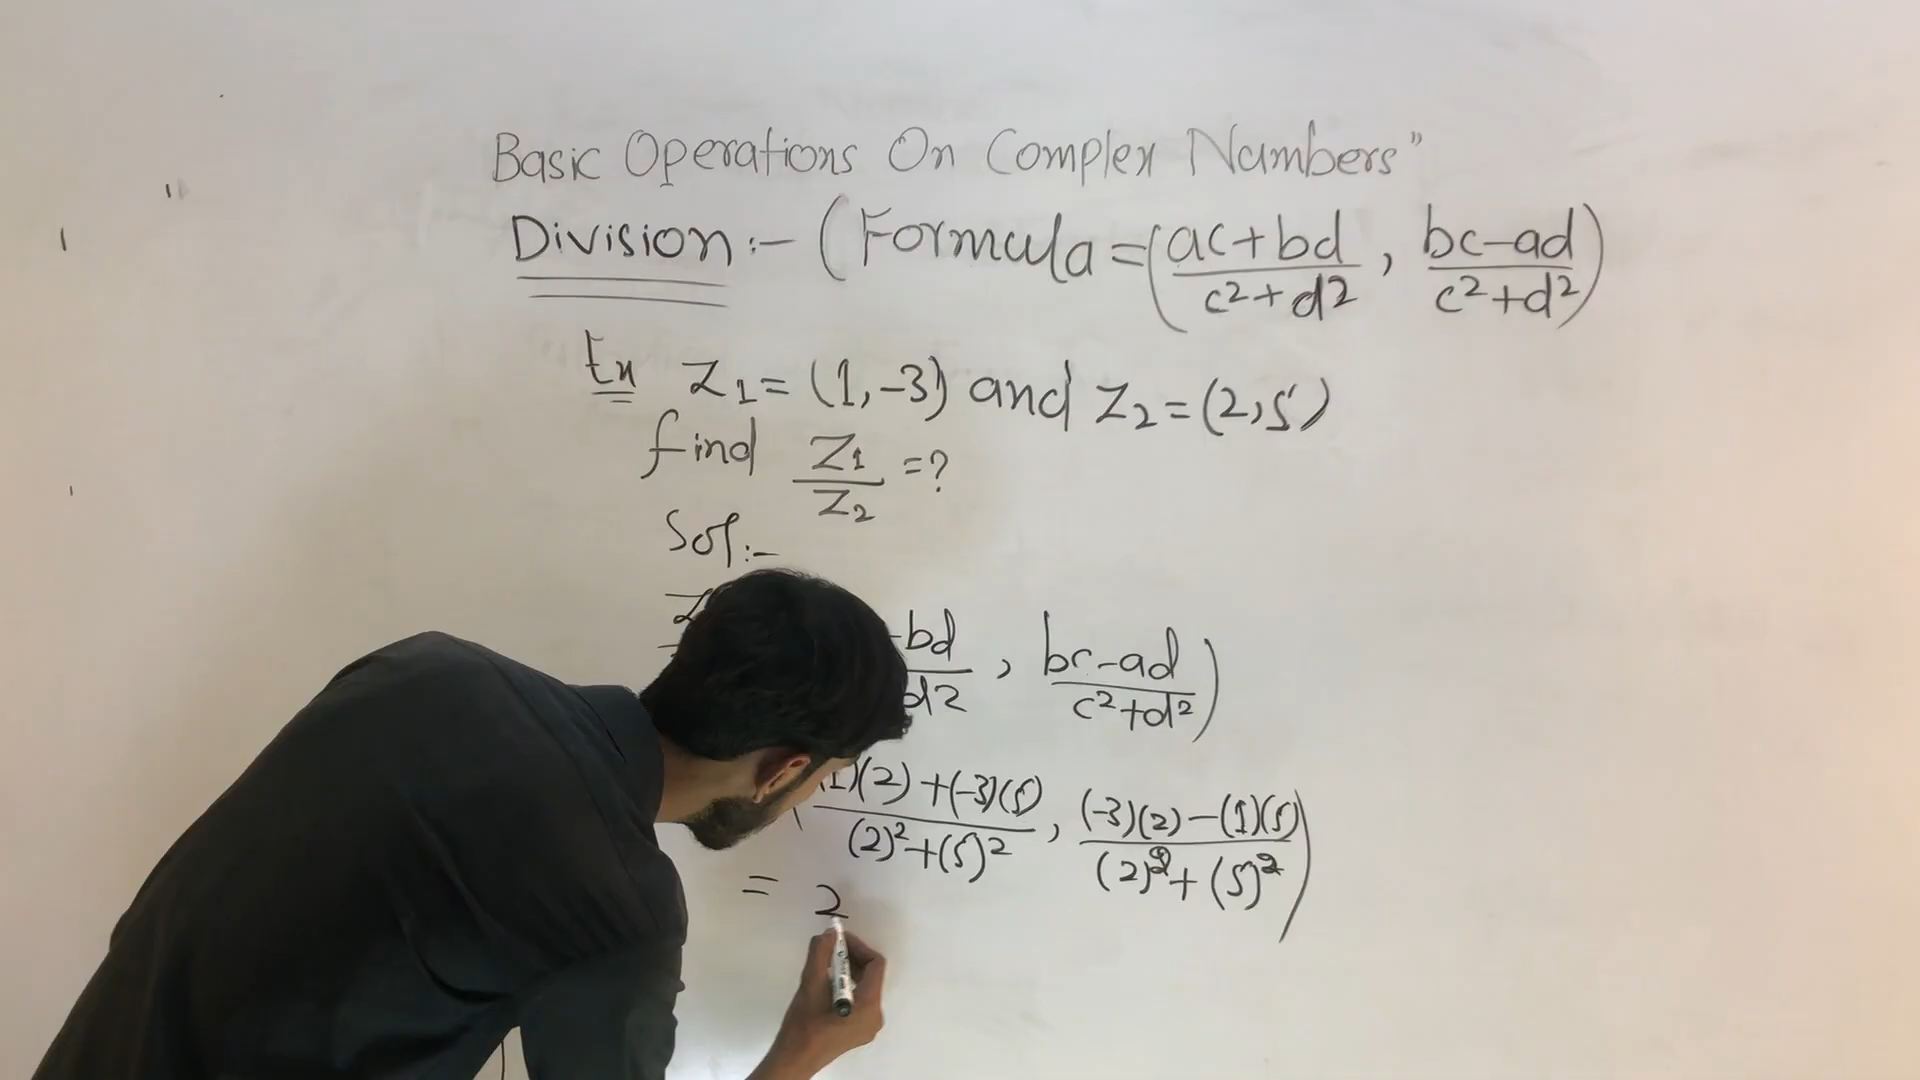 Basic Operations On Complex Numbers"
Division:- (Formula = (ac+bd / c²+d², bc-ad / c²+d²)
Ex Z₁ = (1,-3) and Z₂ = (2,5)
find Z₁/Z₂ = ?
Sol:-
Z bd / d², bc-ad / c²+d²)
(1)(2)+(-3)(5) / (2)²+(5)², (-3)(2)-(1)(5) / (2)²+(5)²)
= 2